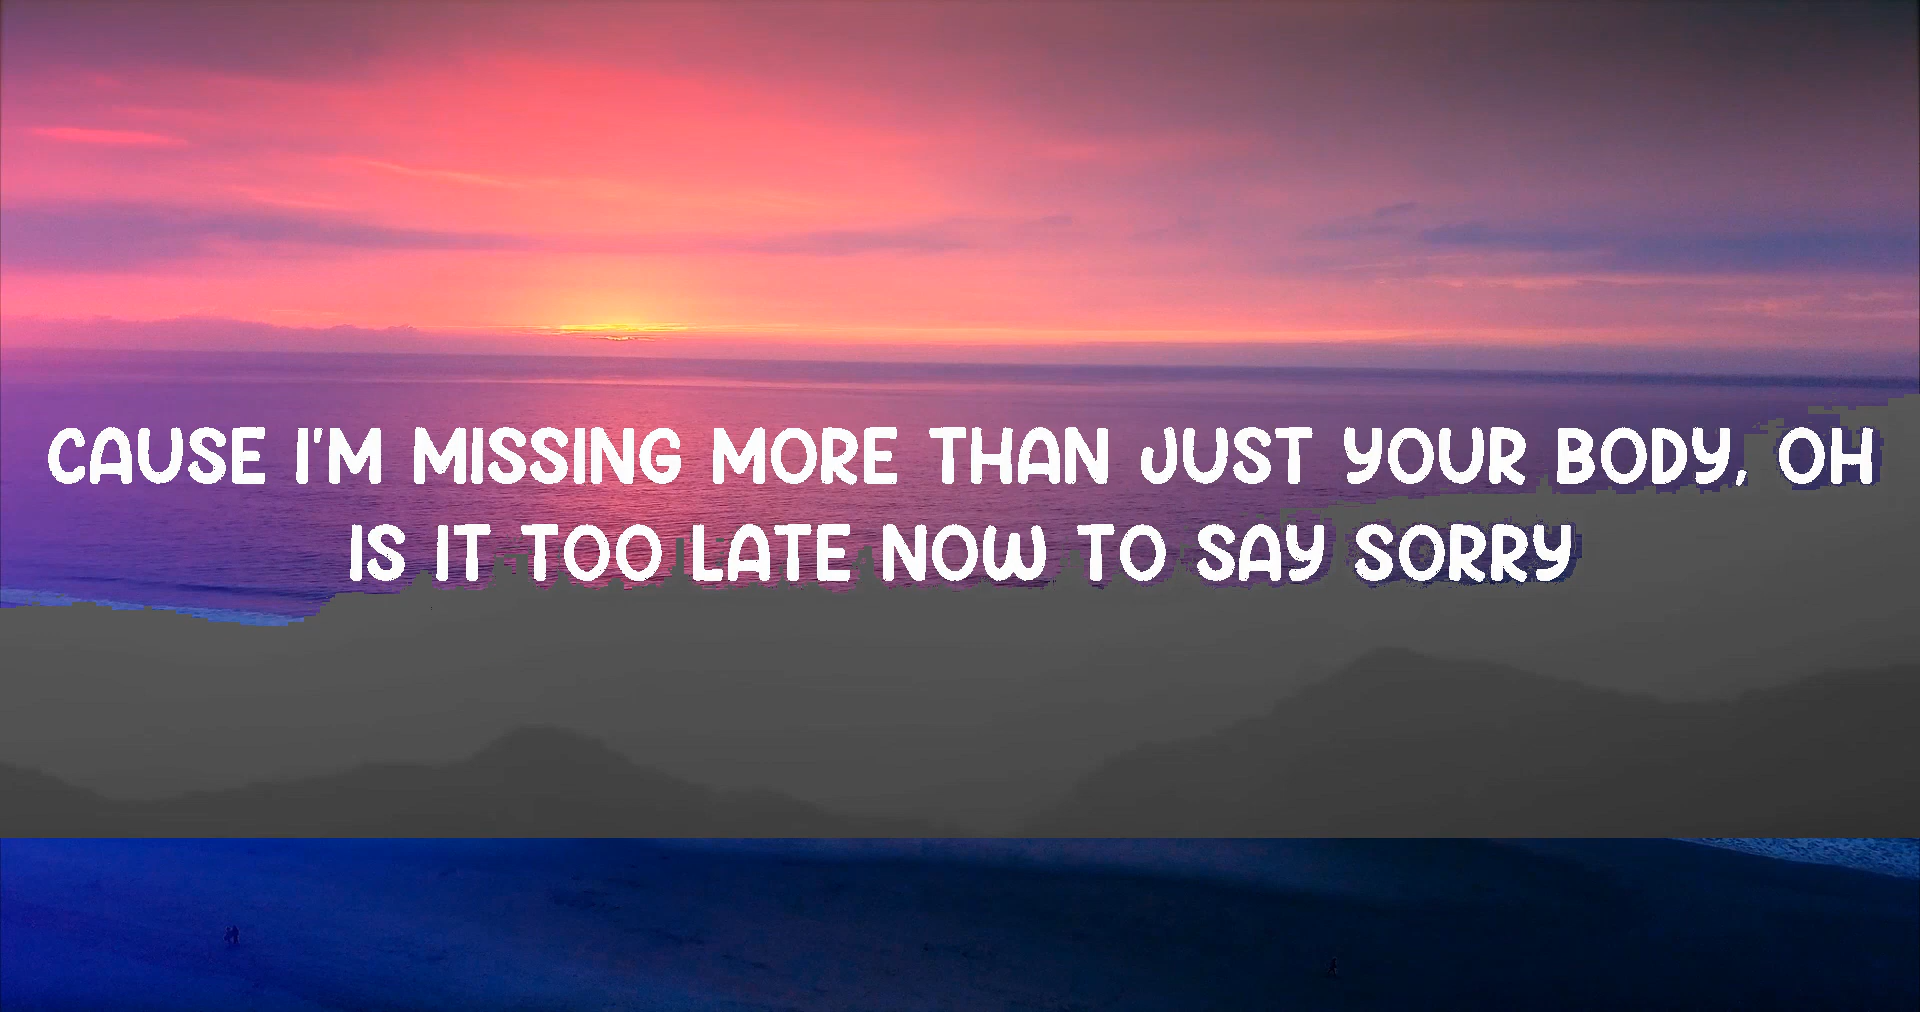 CAUSE I'M MISSING MORE THAN JUST YOUR BODY, OH
IS IT TOO LATE NOW TO SAY SORRY